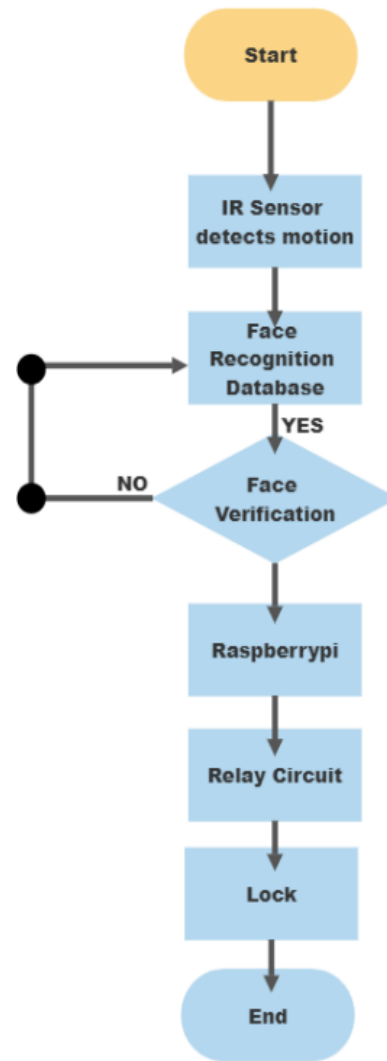 Start
IR Sensor
detects motion
Face
Recognition
Database
YES
NO
Face
Verification
Raspberrypi
Relay Circuit
Lock
End